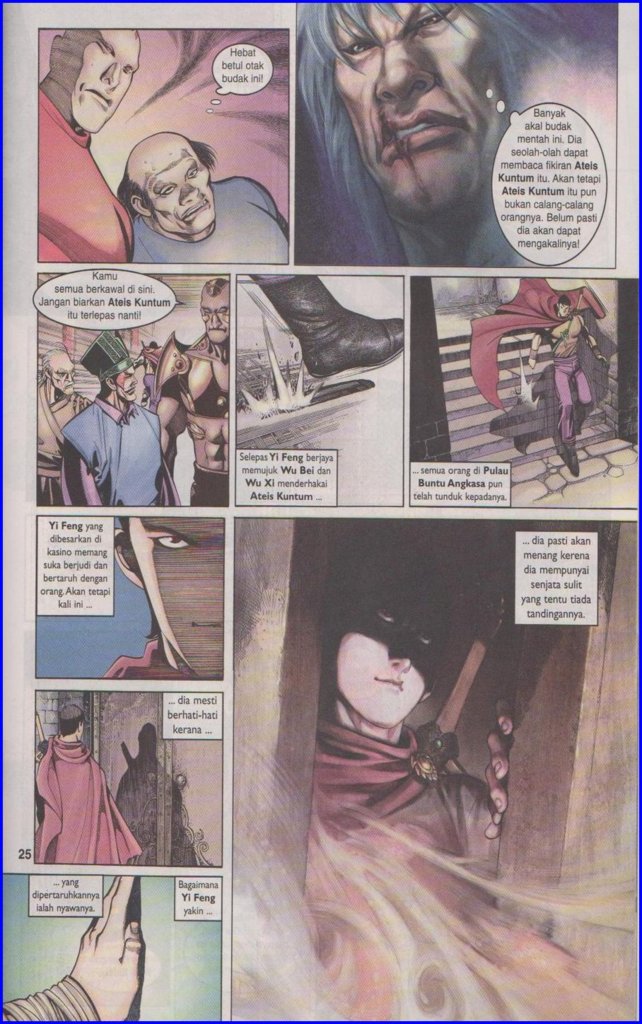 Hebat
betul otak
budak ini!
Banyak
akal budak
mentah ini. Dia
seolah-olah dapat
membaca fikiran Ateis
Kuntum itu. Akan tetapi
Ateis Kuntum itu pun
bukan calang-calang
orangnya. Belum pasti
dia akan dapat
mengakalinya!
Kamu
semua berkawal di sini.
Jangan biarkan Ateis Kuntum
itu terlepas nanti!
Selepas Yi Feng berjaya
memujuk Wu Bei dan
Wu Xi menderhakai
Ateis Kuntum ...
... semua orang di Pulau
Buntu Angkasa pun
telah tunduk kepadanya.
Yi Feng yang
dibesarkan di
kasino memang
suka berjudi dan
bertaruh dengan
orang. Akan tetapi
kali ini ...
... dia mesti
berhati-hati
kerana ...
... yang
dipertaruhkannya
ialah nyawanya.
Bagaimana
Yi Feng
yakin ...
... dia pasti akan
menang kerena
dia mempunyai
senjata sulit
yang tentu tiada
tandingannya.
25